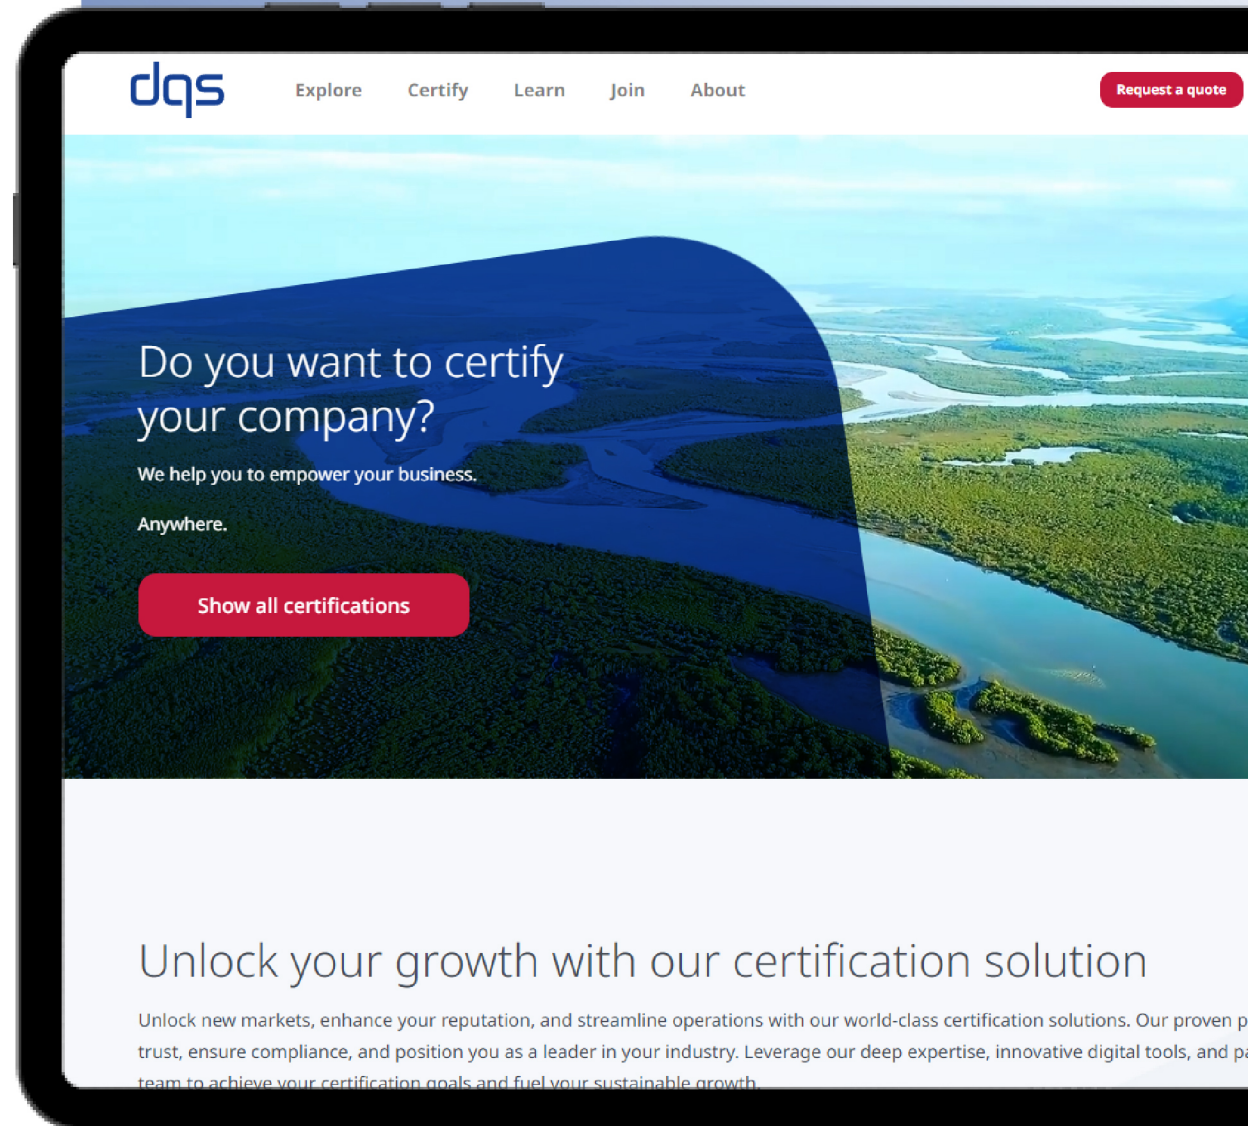 dqs
Explore Certify Learn Join About
Request a quote
Do you want to certify
your company?
We help you to empower your business.
Anywhere.
Show all certifications
Unlock your growth with our certification solution
Unlock new markets, enhance your reputation, and streamline operations with our world-class certification solutions. Our proven
trust, ensure compliance, and position you as a leader in your industry. Leverage our deep expertise, innovative digital tools, and
team to achieve your certification goals and fuel your sustainable growth.